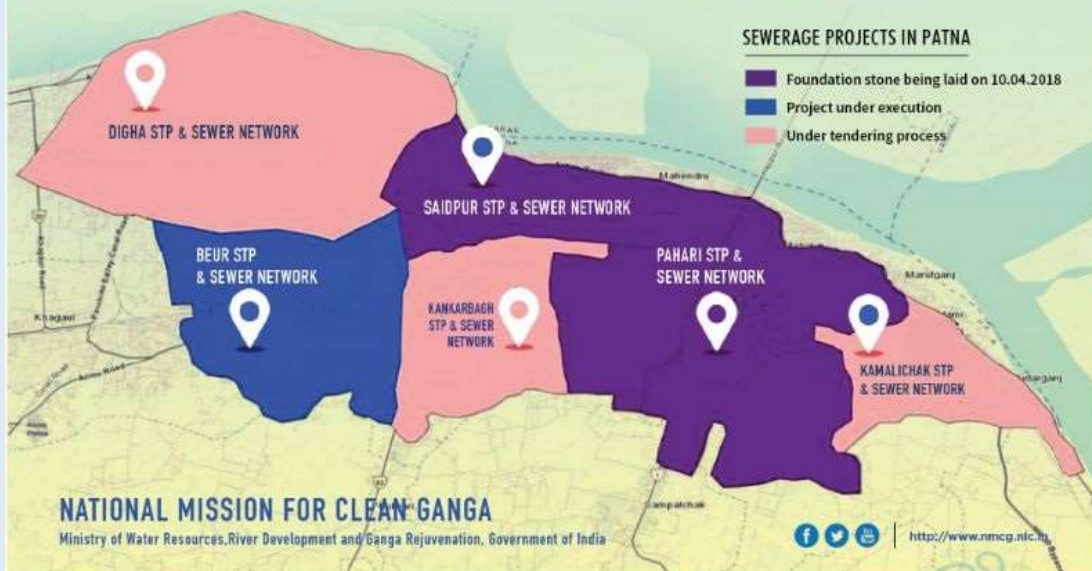 SEWERAGE PROJECTS IN PATNA
Foundation stone being laid on 10.04.2018
Project under execution
Under tendering process
DIGHA STP & SEWER NETWORK
SAIDPUR STP & SEWER NETWORK
Mahendru
BEUR STP
& SEWER NETWORK
PAHARI STP &
SEWER NETWORK
Marufganj
KANKARBAGH
STP & SEWER
NETWORK
Khagaul
KAMALICHAK STP
& SEWER NETWORK
NATIONAL MISSION FOR CLEAN GANGA
Ministry of Water Resources,River Development and Ganga Rejuvenation, Government of India
http://www.nmcg.nic.in